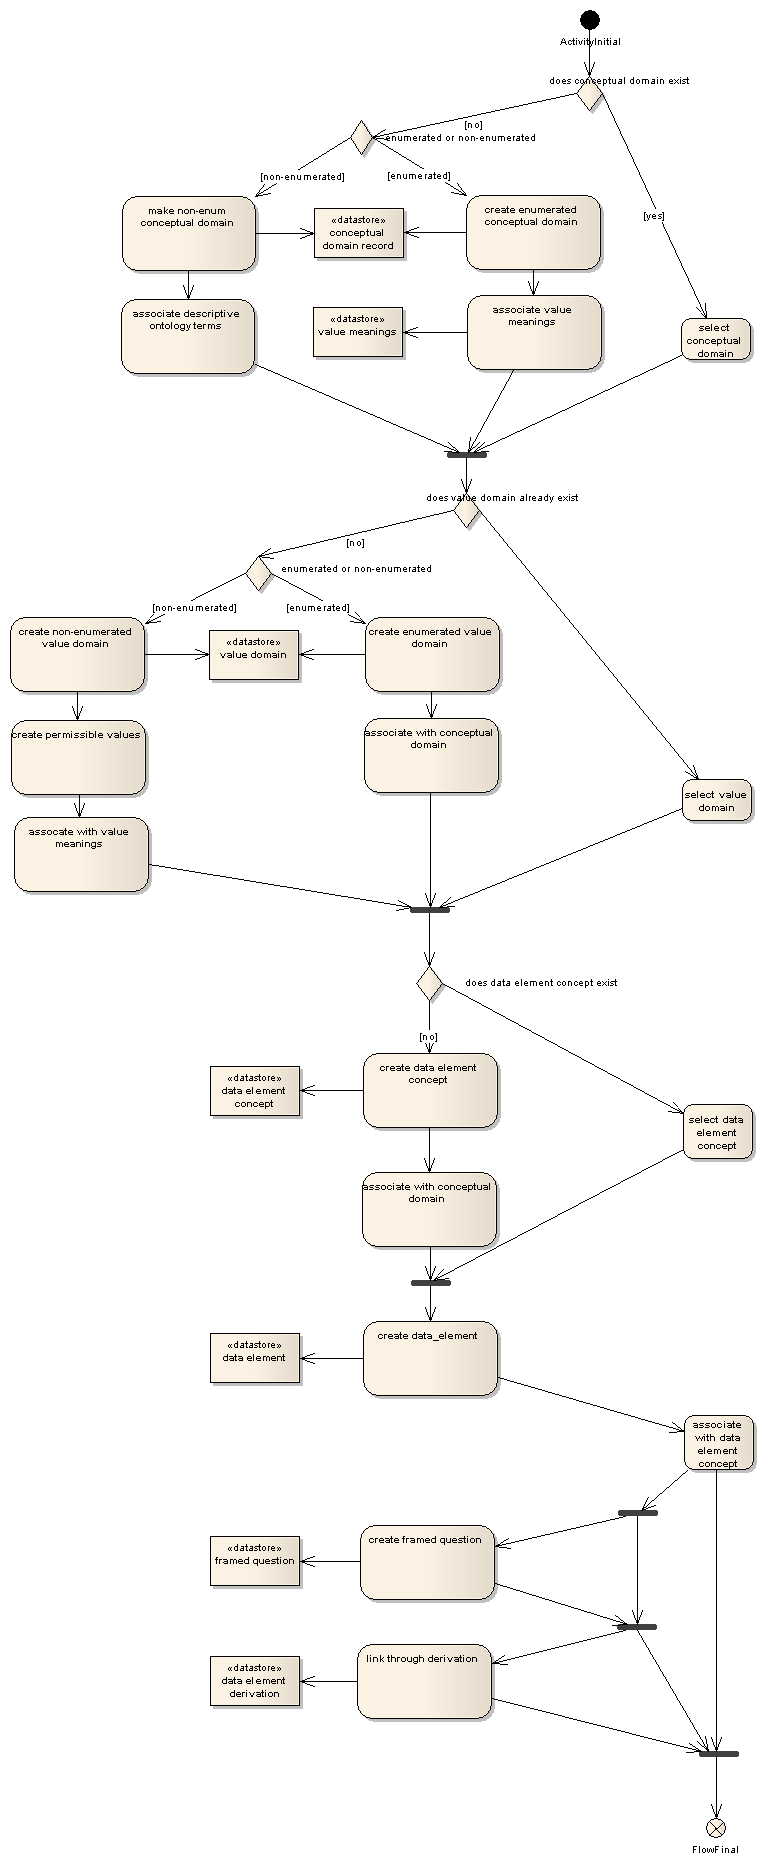 ActivityInitial
does conceptual domain exist
[no]
enumerated or non-enumerated
[non-enumerated]
[enumerated]
make non-enum
conceptual domain
«datastore»
conceptual
domain record
create enumerated
conceptual domain
[yes]
associate descriptive
ontology terms
«datastore»
value meanings
associate value
meanings
select
conceptual
domain
does value domain already exist
[no]
enumerated or non-enumerated
[non-enumerated]
[enumerated]
create non-enumerated
value domain
«datastore»
value domain
create enumerated value
domain
create permissible values
associate with conceptual
domain
select value
domain
assocate with value
meanings
does data element concept exist
[no]
«datastore»
data element
concept
create data element
concept
select data
element
concept
associate with conceptual
domain
«datastore»
data element
create data_element
associate
with data
element
concept
«datastore»
framed question
create framed question
«datastore»
data element
derivation
link through derivation
FlowFinal